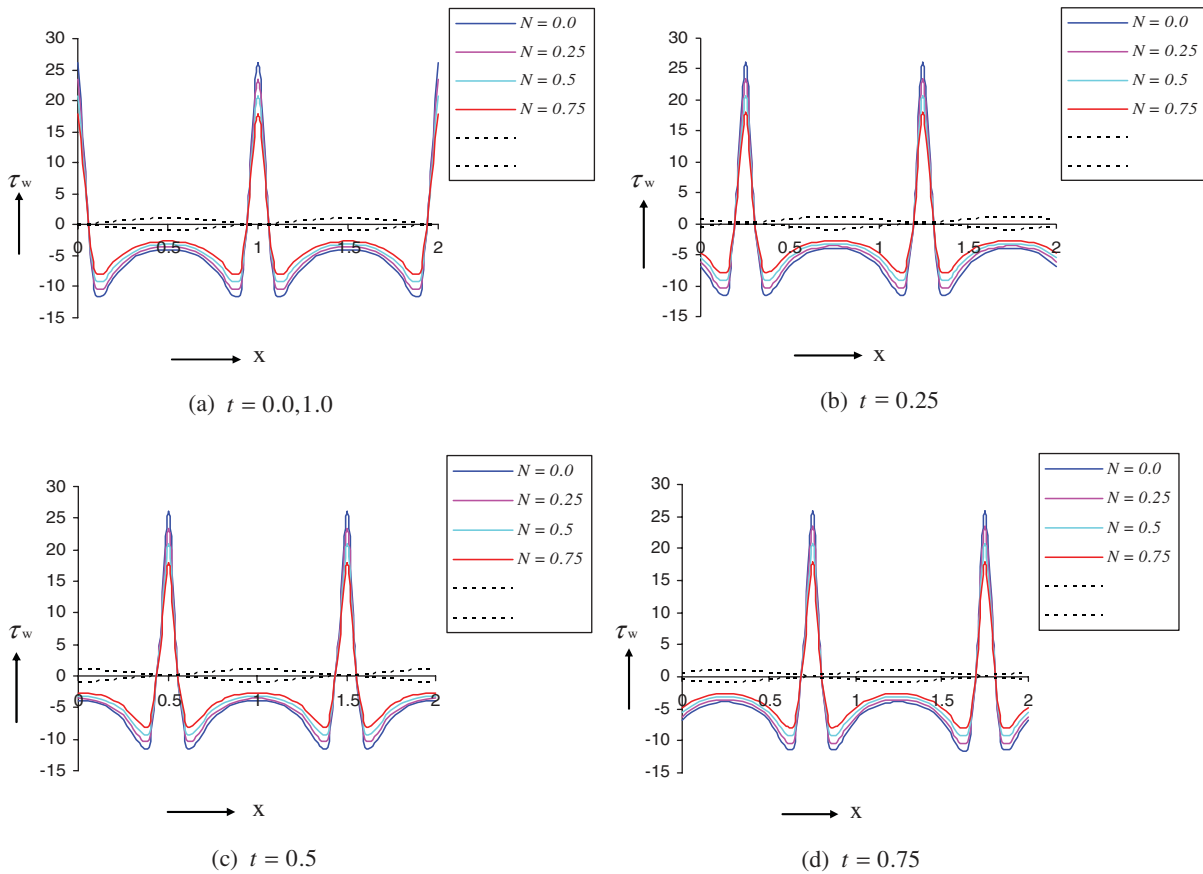 N = 0.0
N = 0.25
N = 0.5
N = 0.75
30
25
20
15
10
5
0
-5
-10
-15
τw
0
0.5
1
1.5
2
x
(a) t = 0.0,1.0
N = 0.0
N = 0.25
N = 0.5
N = 0.75
30
25
20
15
10
5
0
-5
-10
-15
τw
0
0.5
1
1.5
2
x
(b) t = 0.25
N = 0.0
N = 0.25
N = 0.5
N = 0.75
30
25
20
15
10
5
0
-5
-10
-15
τw
0
0.5
1
1.5
2
x
(c) t = 0.5
N = 0.0
N = 0.25
N = 0.5
N = 0.75
30
25
20
15
10
5
0
-5
-10
-15
τw
0
0.5
1
1.5
2
x
(d) t = 0.75